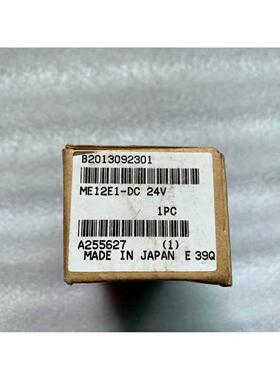 B2013092301
ME12E1-DC 24V
1PC
A255627 (1)
MADE IN JAPAN E 39Q